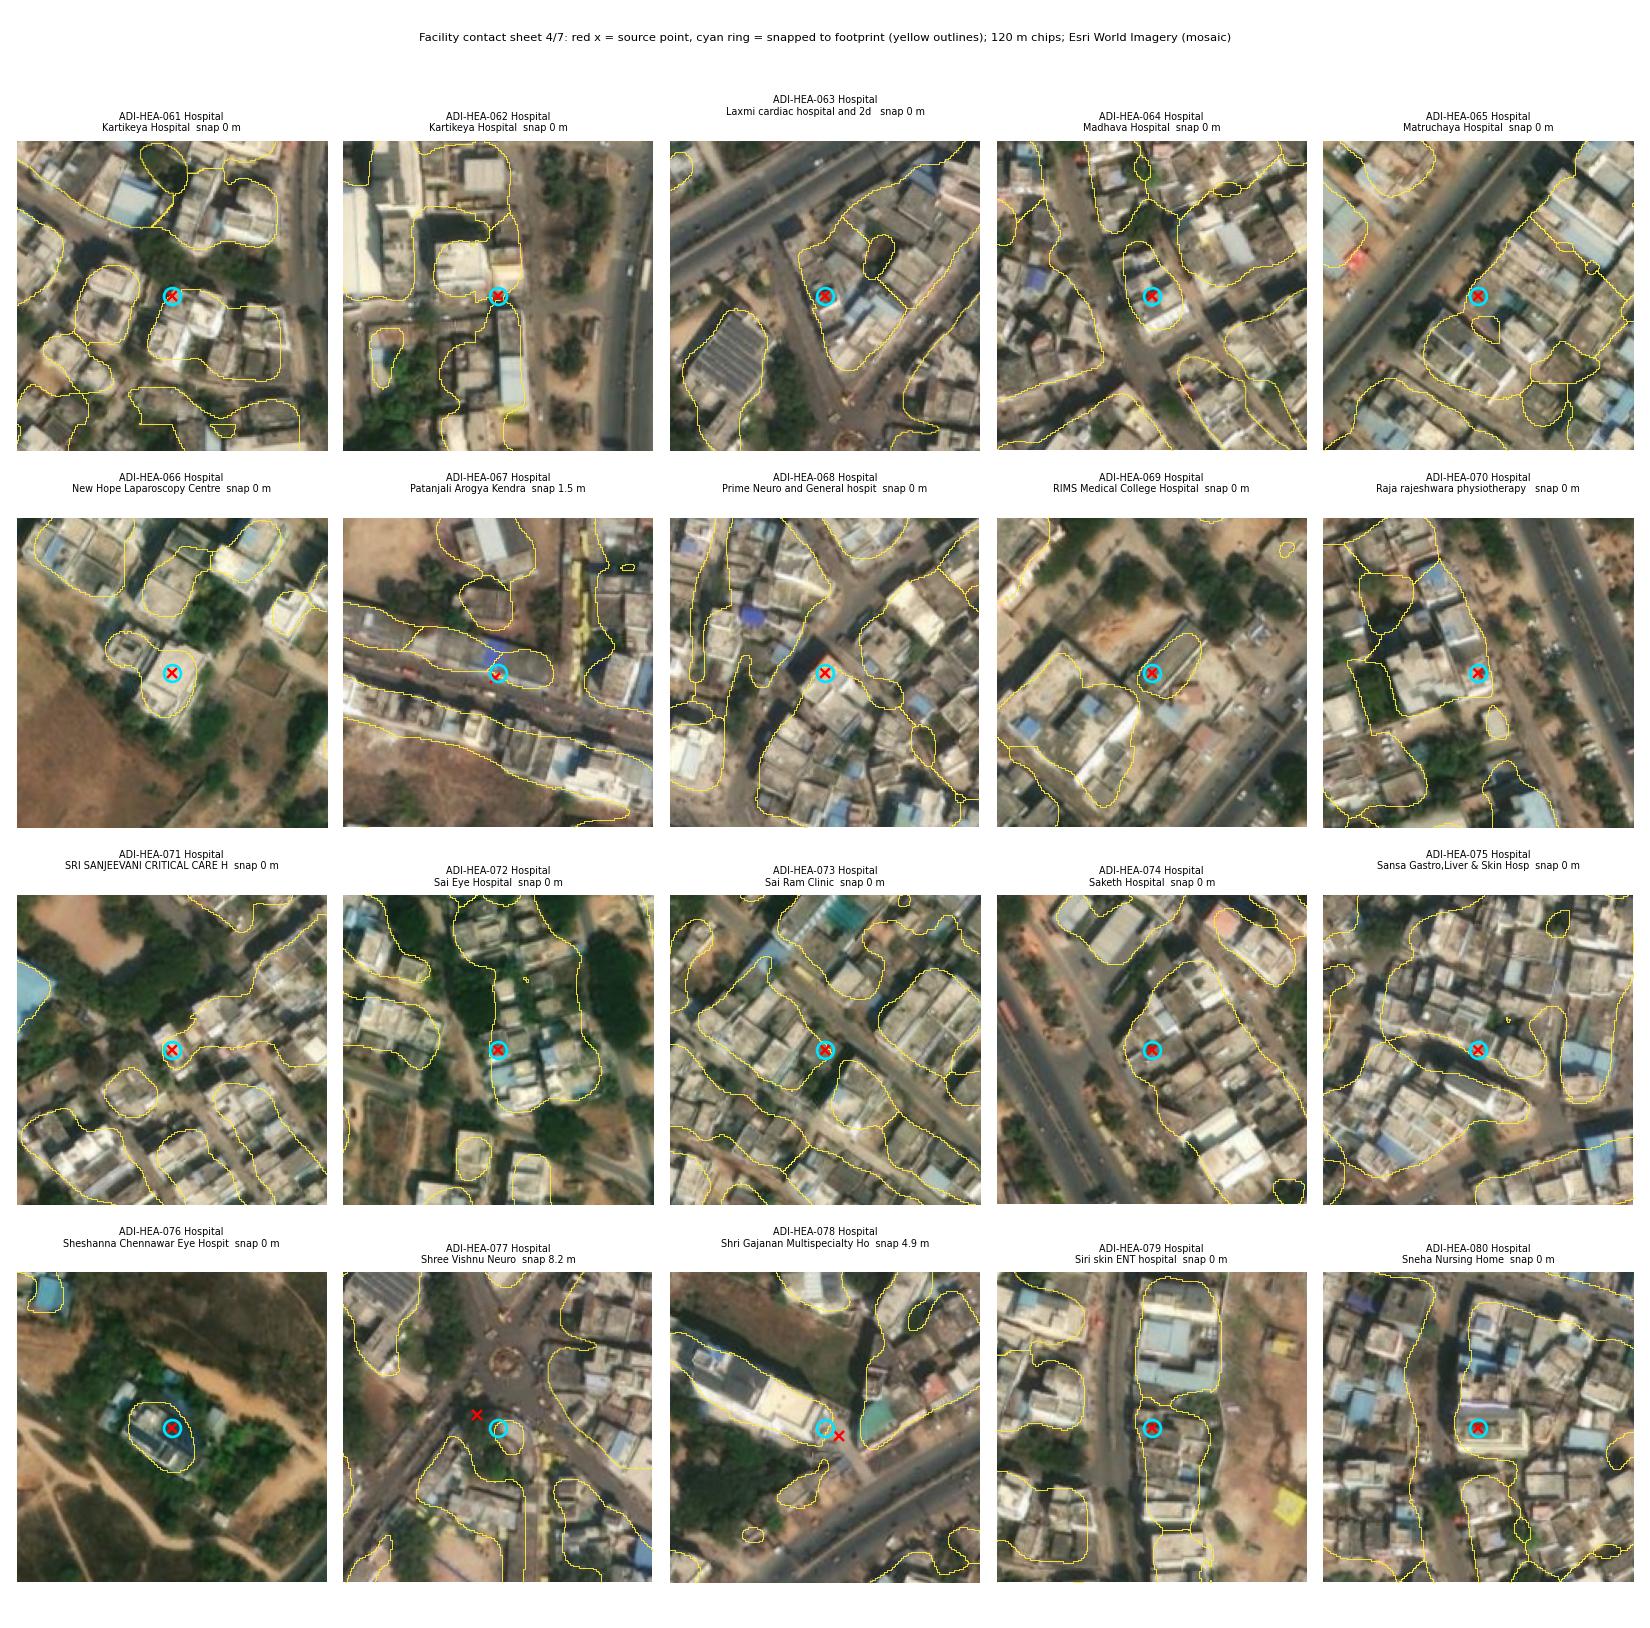 Facility contact sheet 4/7: red x = source point, cyan ring = snapped to footprint (yellow outlines); 120 m chips; Esri World Imagery (mosaic)
ADI-HEA-061 Hospital
Kartikeya Hospital  snap 0 m
ADI-HEA-062 Hospital
Kartikeya Hospital  snap 0 m
ADI-HEA-063 Hospital
Laxmi cardiac hospital and 2d   snap 0 m
ADI-HEA-064 Hospital
Madhava Hospital  snap 0 m
ADI-HEA-065 Hospital
Matruchaya Hospital  snap 0 m
ADI-HEA-066 Hospital
New Hope Laparoscopy Centre  snap 0 m
ADI-HEA-067 Hospital
Patanjali Arogya Kendra  snap 1.5 m
ADI-HEA-068 Hospital
Prime Neuro and General hospit  snap 0 m
ADI-HEA-069 Hospital
RIMS Medical College Hospital  snap 0 m
ADI-HEA-070 Hospital
Raja rajeshwara physiotherapy   snap 0 m
ADI-HEA-071 Hospital
SRI SANJEEVANI CRITICAL CARE H  snap 0 m
ADI-HEA-072 Hospital
Sai Eye Hospital  snap 0 m
ADI-HEA-073 Hospital
Sai Ram Clinic  snap 0 m
ADI-HEA-074 Hospital
Saketh Hospital  snap 0 m
ADI-HEA-075 Hospital
Sansa Gastro,Liver & Skin Hosp  snap 0 m
ADI-HEA-076 Hospital
Sheshanna Chennawar Eye Hospit  snap 0 m
ADI-HEA-077 Hospital
Shree Vishnu Neuro  snap 8.2 m
ADI-HEA-078 Hospital
Shri Gajanan Multispecialty Ho  snap 4.9 m
ADI-HEA-079 Hospital
Siri skin ENT hospital  snap 0 m
ADI-HEA-080 Hospital
Sneha Nursing Home  snap 0 m